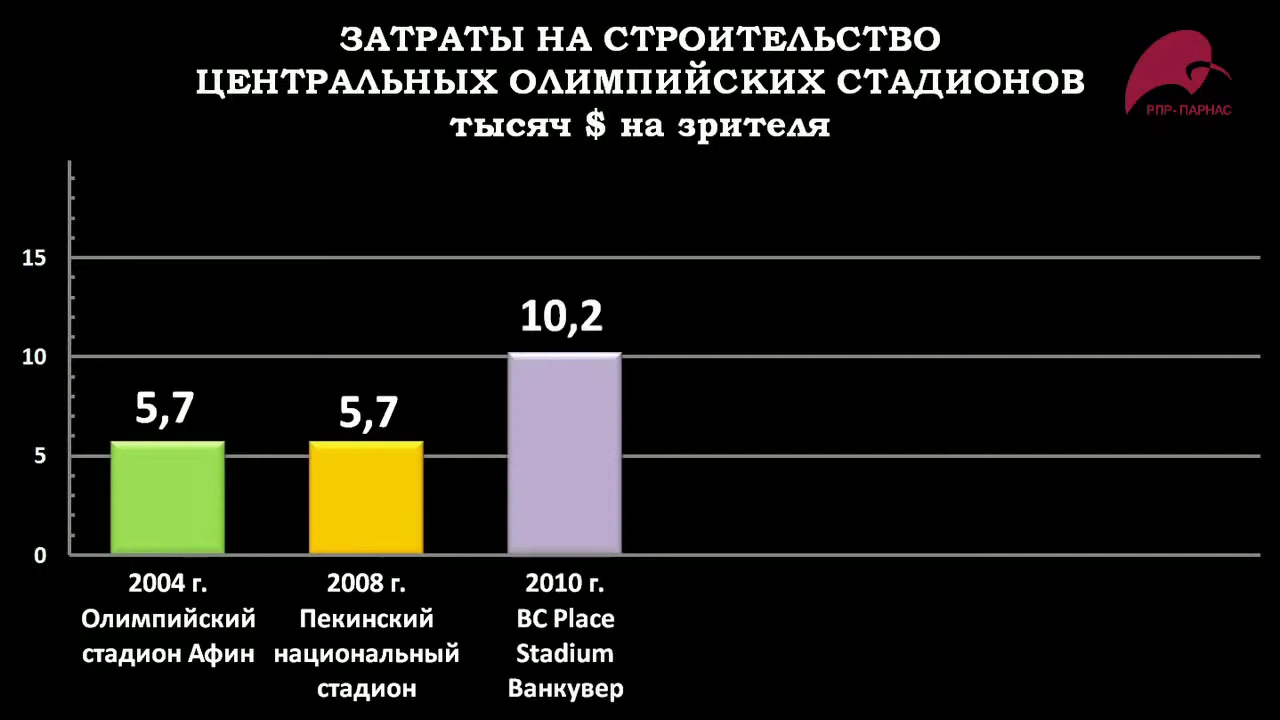 ЗАТРАТЫ НА СТРОИТЕЛЬСТВО
ЦЕНТРАЛЬНЫХ ОЛИМПИЙСКИХ СТАДИОНОВ
тысяч $ на зрителя
РПР-ПАРНАС
15
10
5
0
5,7
5,7
10,2
2004 г.
Олимпийский
стадион Афин
2008 г.
Пекинский
национальный
стадион
2010 г.
BC Place
Stadium
Ванкувер